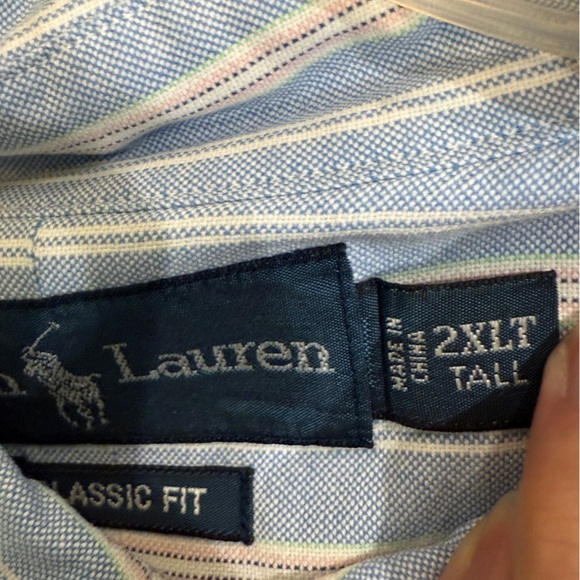 Lauren
MADE IN
CHINA
2XLT
TALL
LASSIC FIT